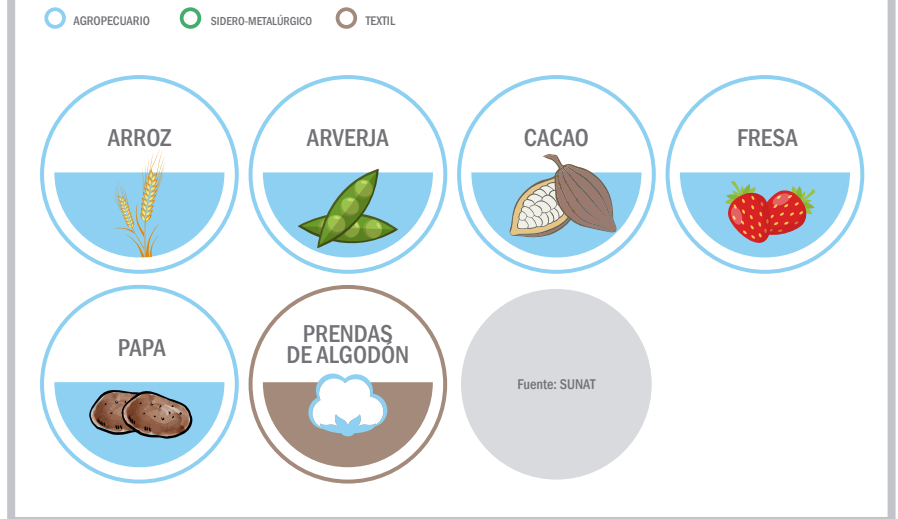 AGROPECUARIO
SIDERO-METALÚRGICO
TEXTIL
ARROZ
ARVERJA
CACAO
FRESA
PAPA
PRENDAS
DE ALGODÓN
Fuente: SUNAT